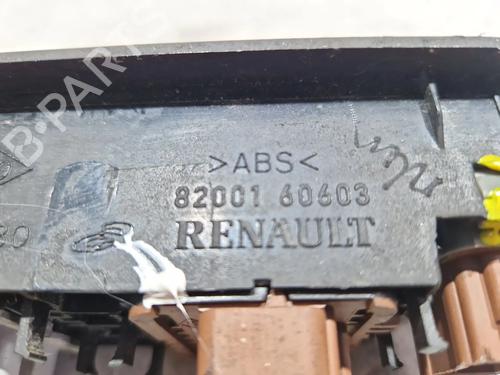 B-PARTS
>ABS<
82001 60603
RENAULT